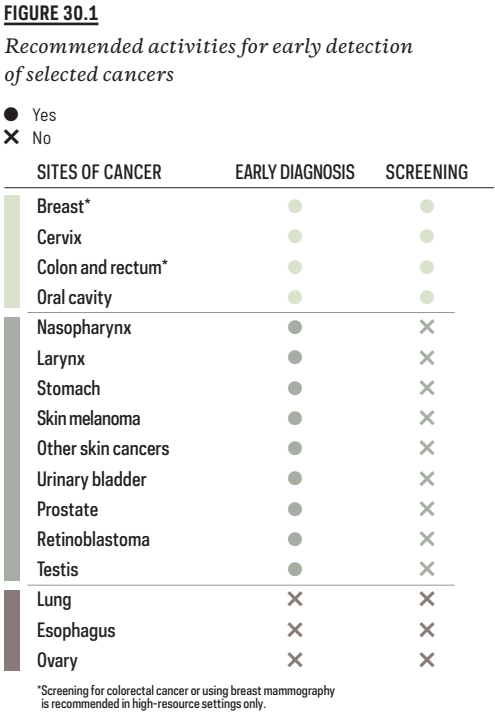 FIGURE 30.1
Recommended activities for early detection
of selected cancers
Yes
No
SITES OF CANCER EARLY DIAGNOSIS SCREENING
Breast*
Cervix
Colon and rectum*
Oral cavity
Nasopharynx
Larynx
Stomach
Skin melanoma
Other skin cancers
Urinary bladder
Prostate
Retinoblastoma
Testis
Lung
Esophagus
Ovary
*Screening for colorectal cancer or using breast mammography
is recommended in high-resource settings only.